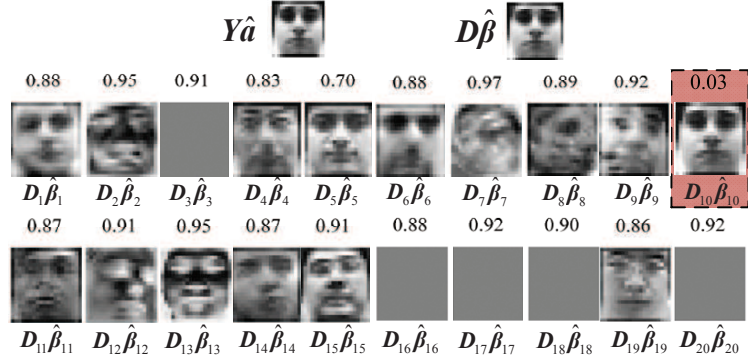 Yâ Dβ̂
0.88 0.95 0.91 0.83 0.70 0.88 0.97 0.89 0.92 0.03
D₁β̂₁ D₂β̂₂ D₃β̂₃ D₄β̂₄ D₅β̂₅ D₆β̂₆ D₇β̂₇ D₈β̂₈ D₉β̂₉ D₁₀β̂₁₀
0.87 0.91 0.95 0.87 0.91 0.88 0.92 0.90 0.86 0.92
D₁₁β̂₁₁ D₁₂β̂₁₂ D₁₃β̂₁₃ D₁₄β̂₁₄ D₁₅β̂₁₅ D₁₆β̂₁₆ D₁₇β̂₁₇ D₁₈β̂₁₈ D₁₉β̂₁₉ D₂₀β̂₂₀